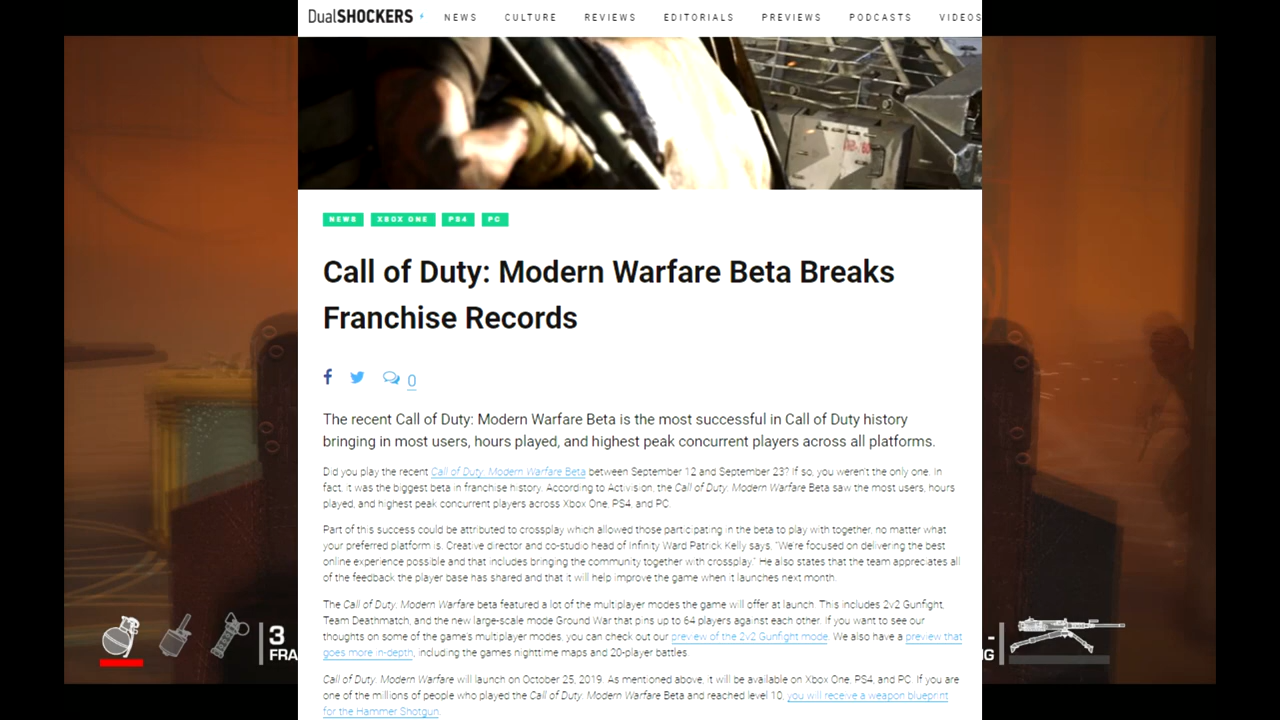 DualSHOCKERS NEWS CULTURE REVIEWS EDITORIALS PREVIEWS PODCASTS VIDEOS
NEWS XBOX ONE PS4 PC
Call of Duty: Modern Warfare Beta Breaks
Franchise Records
0
The recent Call of Duty: Modern Warfare Beta is the most successful in Call of Duty history
bringing in most users, hours played, and highest peak concurrent players across all platforms.
Did you play the recent Call of Duty: Modern Warfare Beta between September 12 and September 23? If so, you weren't the only one. In
fact, it was the biggest beta in franchise history. According to Activision, the Call of Duty: Modern Warfare Beta saw the most users, hours
played, and highest peak concurrent players across Xbox One, PS4, and PC.
Part of this success could be attributed to crossplay which allowed those participating in the beta to play with together, no matter what
your preferred platform is. Creative director and co-studio head of Infinity Ward Patrick Kelly says, "We're focused on delivering the best
online experience possible and that includes bringing the community together with crossplay." He also states that the team appreciates all
of the feedback the player base has shared and that it will help improve the game when it launches next month.
The Call of Duty: Modern Warfare beta featured a lot of the multiplayer modes the game will offer at launch. This includes 2v2 Gunfight,
Team Deathmatch, and the new large-scale mode Ground War that pins up to 64 players against each other. If you want to see our
thoughts on some of the game's multiplayer modes, you can check out our preview of the 2v2 Gunfight mode. We also have a preview that
goes more in-depth, including the games nighttime maps and 20-player battles.
Call of Duty: Modern Warfare will launch on October 25, 2019. As mentioned above, it will be available on Xbox One, PS4, and PC. If you are
one of the millions of people who played the Call of Duty: Modern Warfare Beta and reached level 10, you will receive a weapon blueprint
for the Hammer Shotgun.
3
FRA
-
G